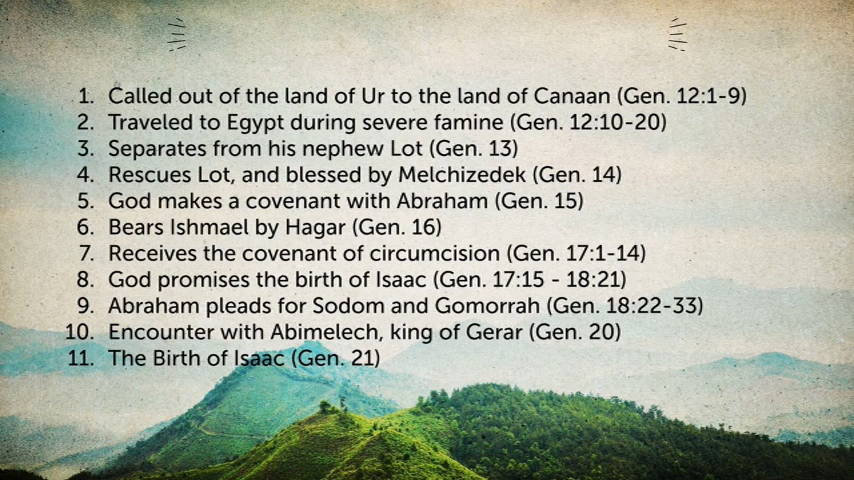 1. Called out of the land of Ur to the land of Canaan (Gen. 12:1-9)
2. Traveled to Egypt during severe famine (Gen. 12:10-20)
3. Separates from his nephew Lot (Gen. 13)
4. Rescues Lot, and blessed by Melchizedek (Gen. 14)
5. God makes a covenant with Abraham (Gen. 15)
6. Bears Ishmael by Hagar (Gen. 16)
7. Receives the covenant of circumcision (Gen. 17:1-14)
8. God promises the birth of Isaac (Gen. 17:15 - 18:21)
9. Abraham pleads for Sodom and Gomorrah (Gen. 18:22-33)
10. Encounter with Abimelech, king of Gerar (Gen. 20)
11. The Birth of Isaac (Gen. 21)